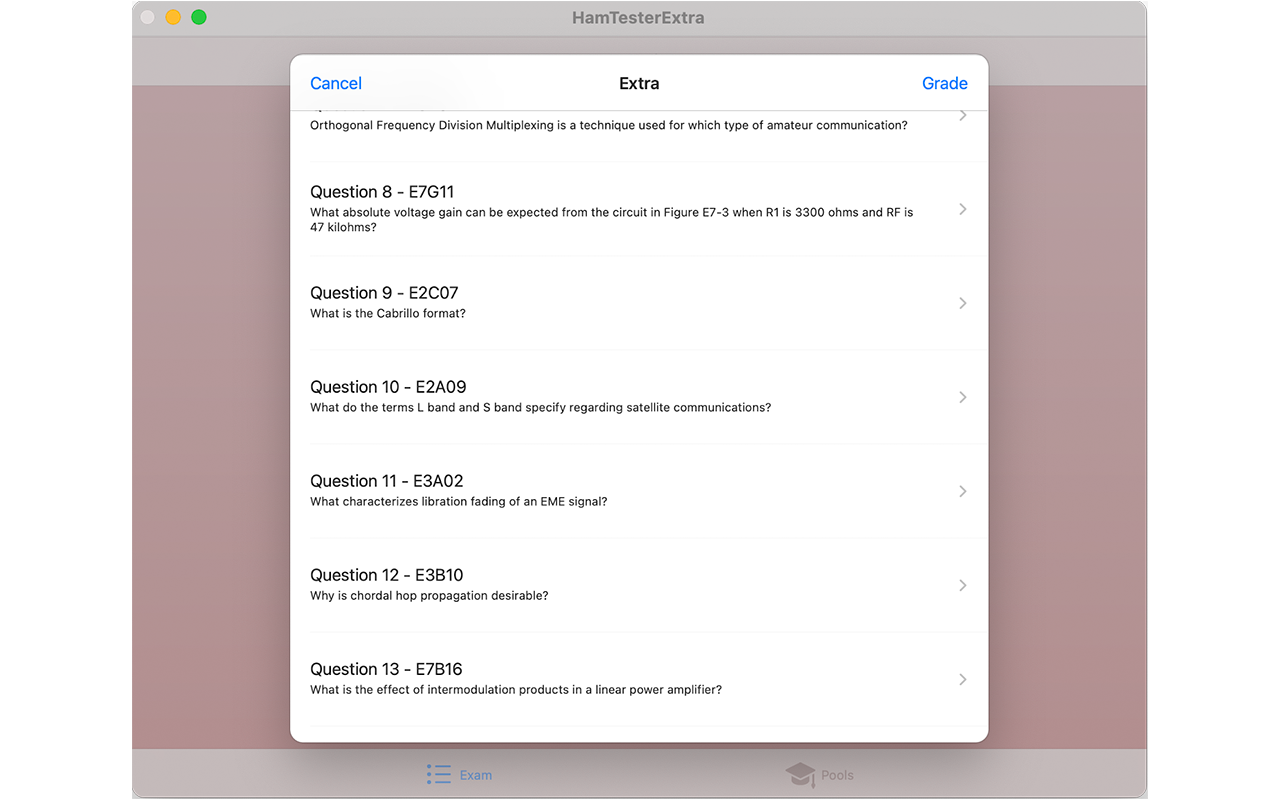 HamTesterExtra
Cancel
Extra
Grade
Orthogonal Frequency Division Multiplexing is a technique used for which type of amateur communication?
Question 8 - E7G11
What absolute voltage gain can be expected from the circuit in Figure E7-3 when R1 is 3300 ohms and RF is
47 kilohms?
Question 9 - E2C07
What is the Cabrillo format?
Question 10 - E2A09
What do the terms L band and S band specify regarding satellite communications?
Question 11 - E3A02
What characterizes libration fading of an EME signal?
Question 12 - E3B10
Why is chordal hop propagation desirable?
Question 13 - E7B16
What is the effect of intermodulation products in a linear power amplifier?
Exam
Pools